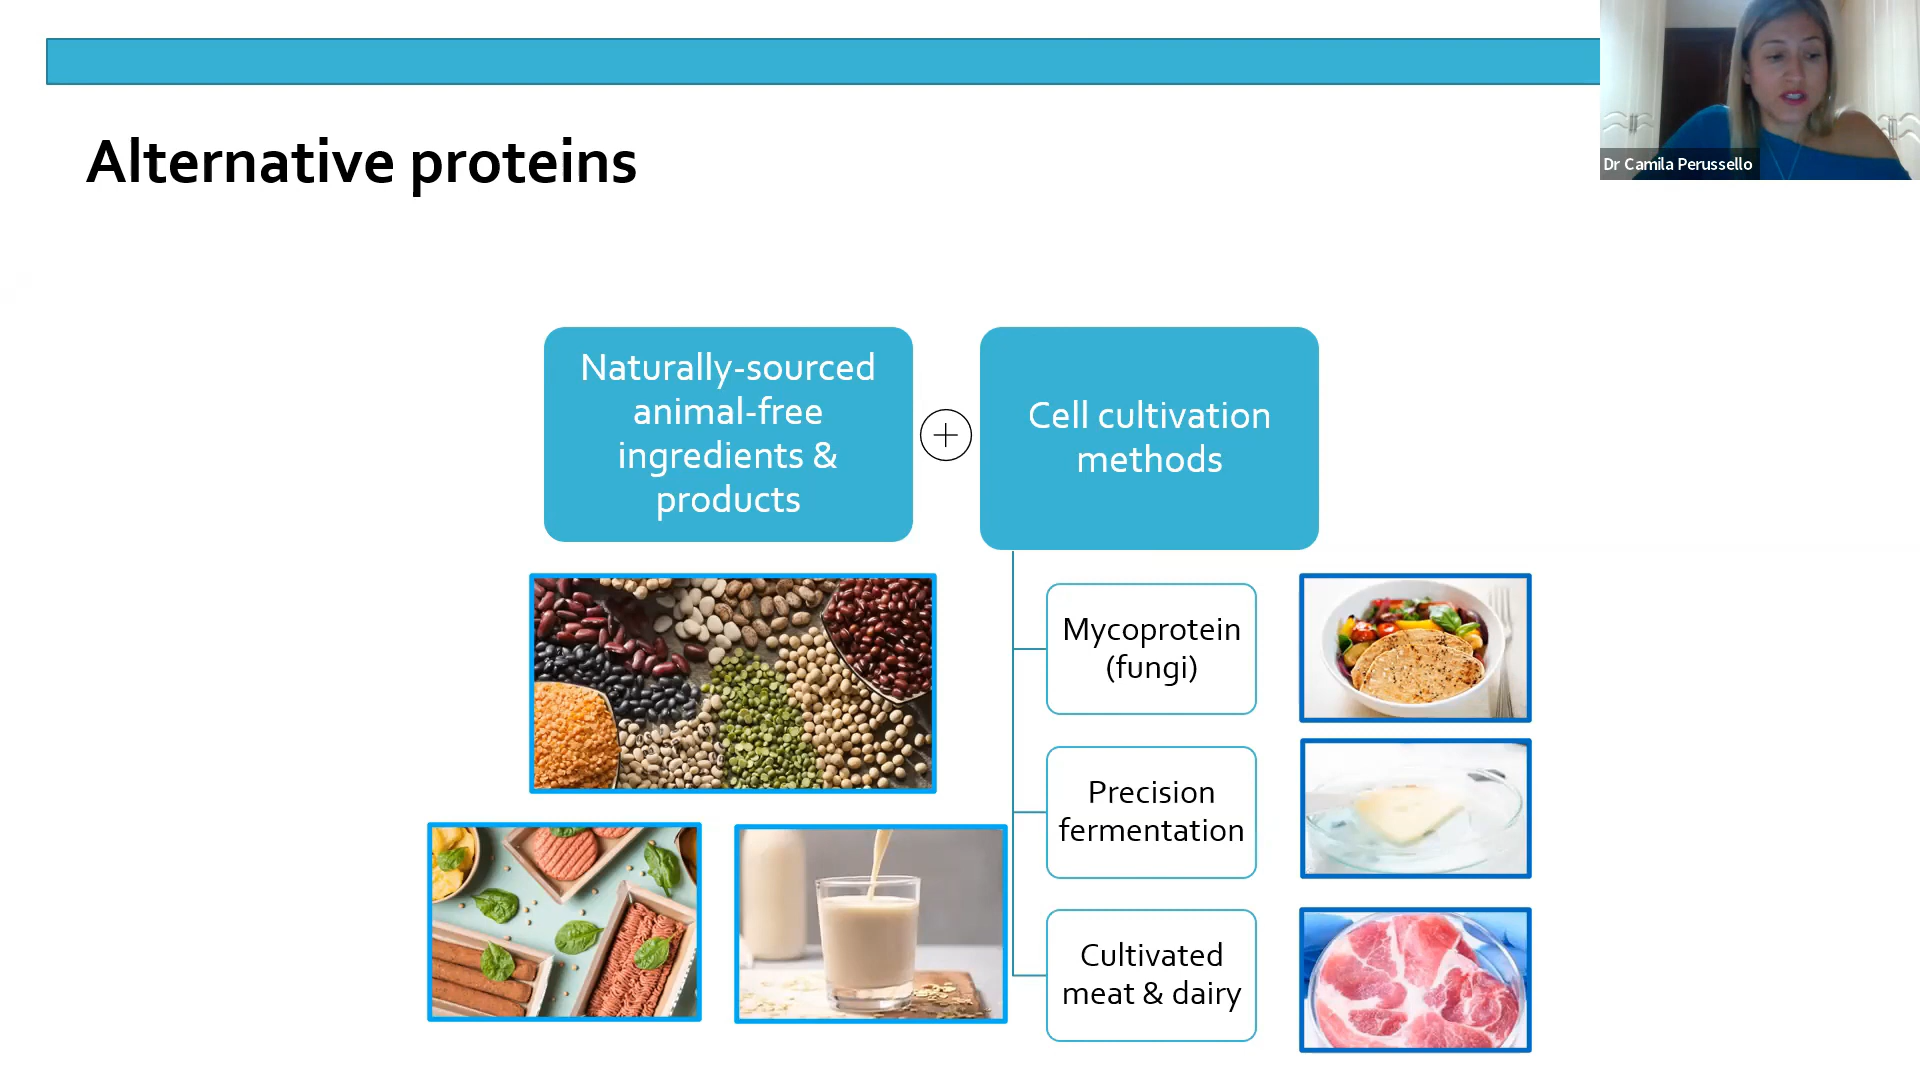 Dr Camila Perussello
Alternative proteins
Naturally-sourced
animal-free
ingredients &
products
Cell cultivation
methods
Mycoprotein
(fungi)
Precision
fermentation
Cultivated
meat & dairy